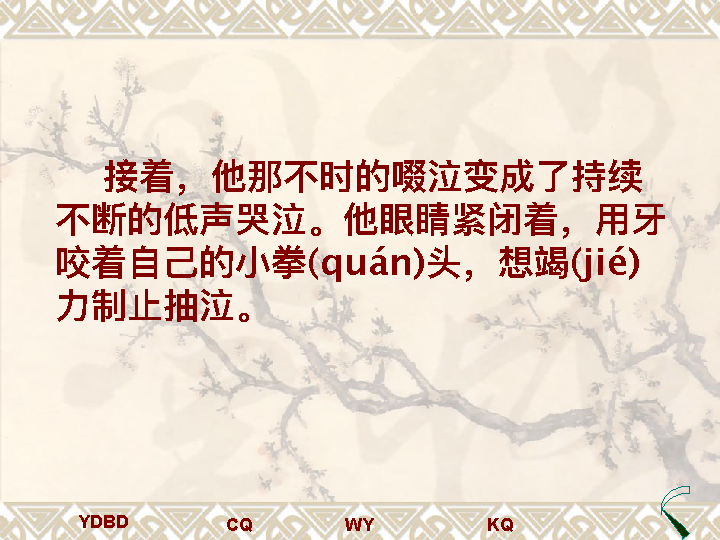 接着，他那不时的啜泣变成了持续
不断的低声哭泣。他眼睛紧闭着，用牙
咬着自己的小拳(quán)头，想竭(jié)
力制止抽泣。
YDBD CQ WY KQ